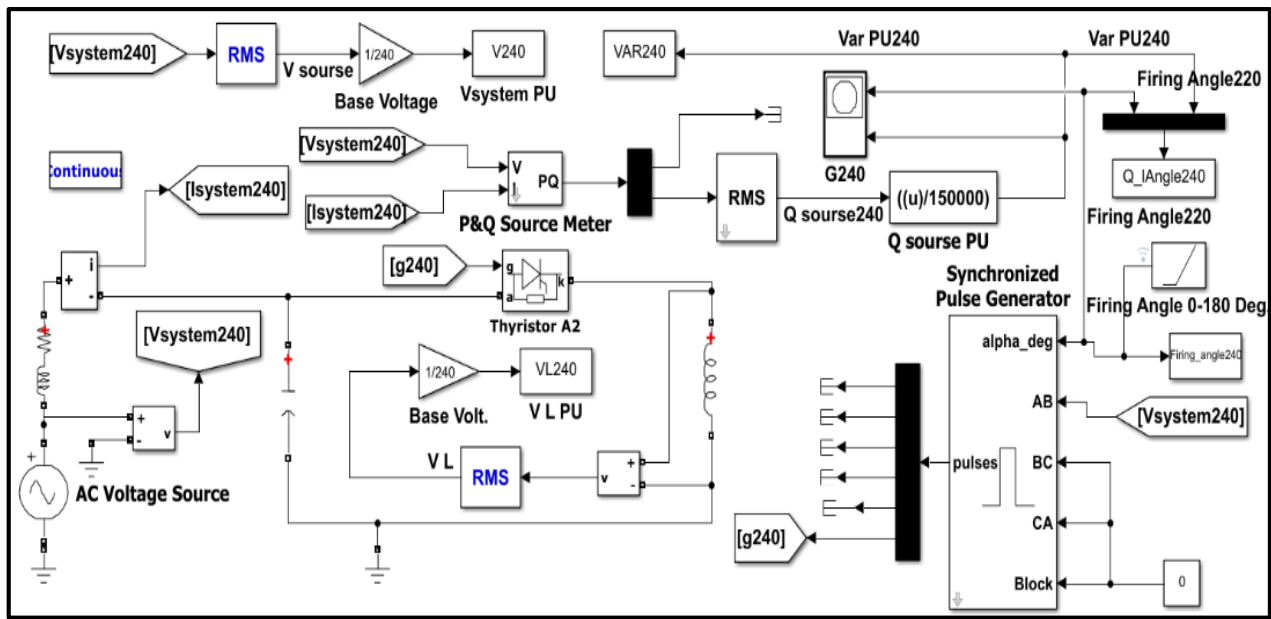 [Vsystem240]
RMS
V sourse
1/240
Base Voltage
V240
Vsystem PU
VAR240
Var PU240
Var PU240
Firing Angle220
G240
Q_IAngle240
Firing Angle220
Continuous
[Isystem240]
[Vsystem240]
[Isystem240]
V
I
PQ
P&Q Source Meter
RMS
Q sourse240
((u)/150000)
Q sourse PU
i
+
-
[g240]
g
a
k
Thyristor A2
Synchronized
Pulse Generator
Firing Angle 0-180 Deg.
alpha_deg
Firing_angle240
AB
[Vsystem240]
pulses
BC
CA
Block
0
[Vsystem240]
+
-
v
+
AC Voltage Source
1/240
Base Volt.
VL240
V L PU
V L
RMS
v
+
-
[g240]